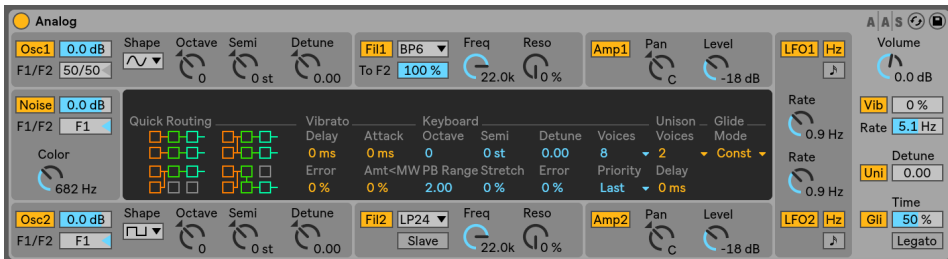 Analog AAS
Osc1 0.0 dB Shape Octave Semi Detune Fil1 BP6 Freq Reso Amp1 Pan Level LFO1 Hz Volume
F1/F2 50/50 0 0 st 0.00 To F2 100 % 22.0k 0 % C -18 dB 0.0 dB
Noise 0.0 dB Rate Vib 0 %
F1/F2 F1 0.9 Hz Rate 5.1 Hz
Color
682 Hz
Quick Routing Vibrato Keyboard Unison Glide
Delay Attack Octave Semi Detune Voices Voices Mode
0 ms 0 ms 0 0 st 0.00 8 2 Const
Error Amt<MW PB Range Stretch Error Priority Delay
0 % 0 % 2.00 0 % 0 % Last 0 ms
Rate Detune
0.9 Hz Uni 0.00
Osc2 0.0 dB Shape Octave Semi Detune Fil2 LP24 Freq Reso Amp2 Pan Level LFO2 Hz Time
Gli 50 %
F1/F2 F1 0 0 st 0.00 Slave 22.0k 0 % C -18 dB Legato